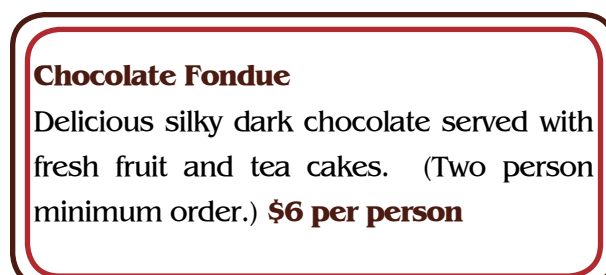 Chocolate Fondue
Delicious silky dark chocolate served with
fresh fruit and tea cakes. (Two person
minimum order.) $6 per person